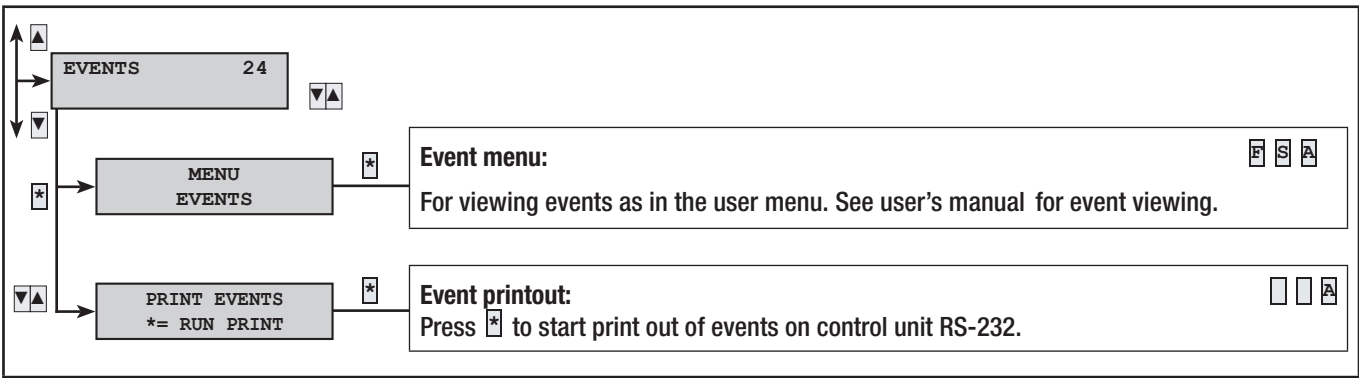 ▲
EVENTS 24
▼▲
▼
*
MENU
EVENTS
*
Event menu:
F S A
For viewing events as in the user menu. See user's manual for event viewing.
▼▲
PRINT EVENTS
*= RUN PRINT
*
Event printout:
A
Press * to start print out of events on control unit RS-232.